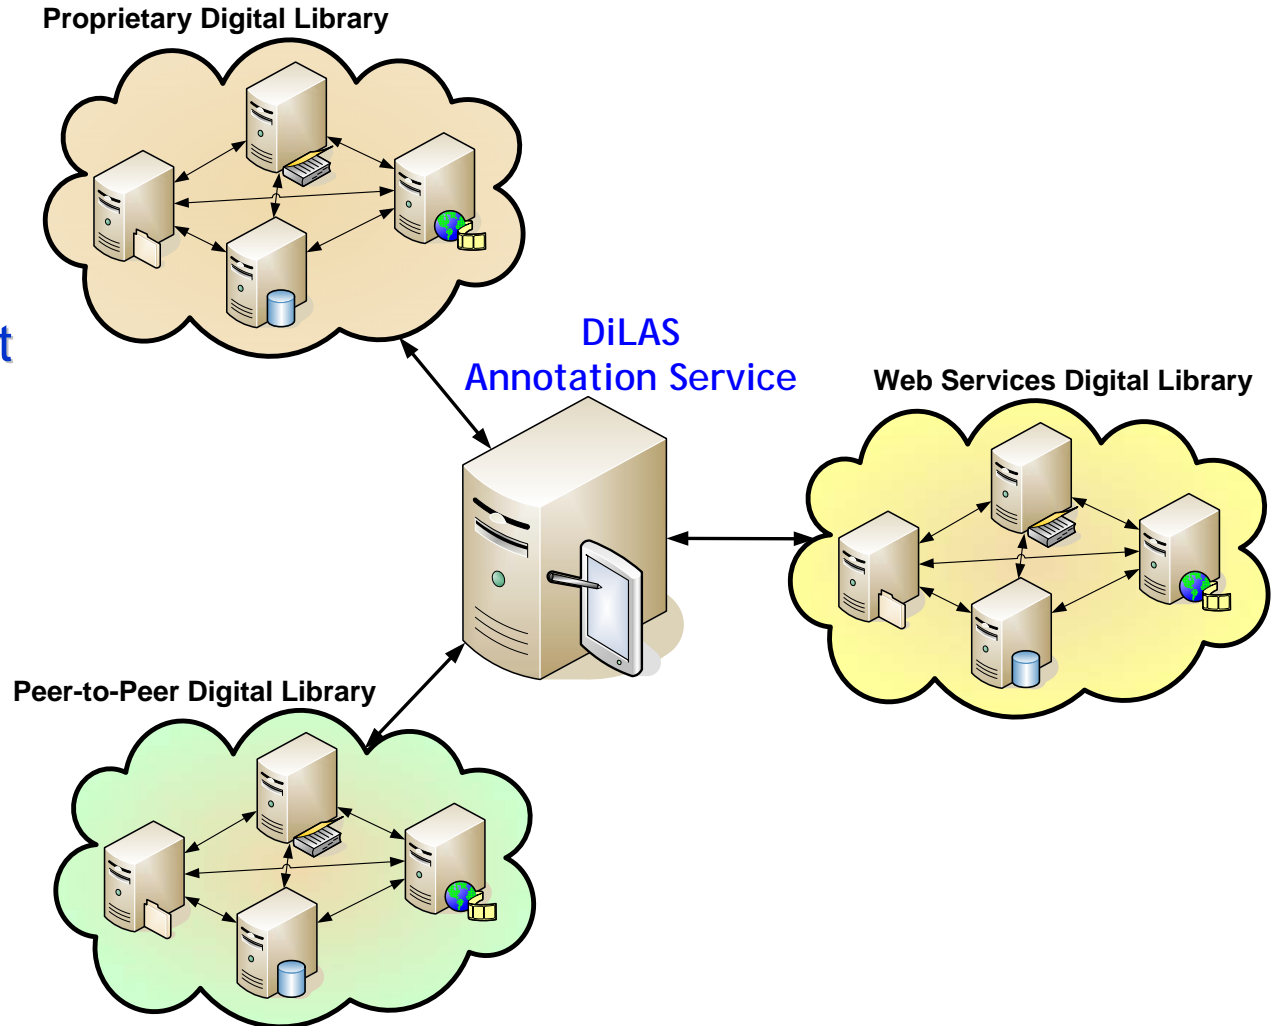 Proprietary Digital Library
t
DiLAS
Annotation Service
Web Services Digital Library
Peer-to-Peer Digital Library